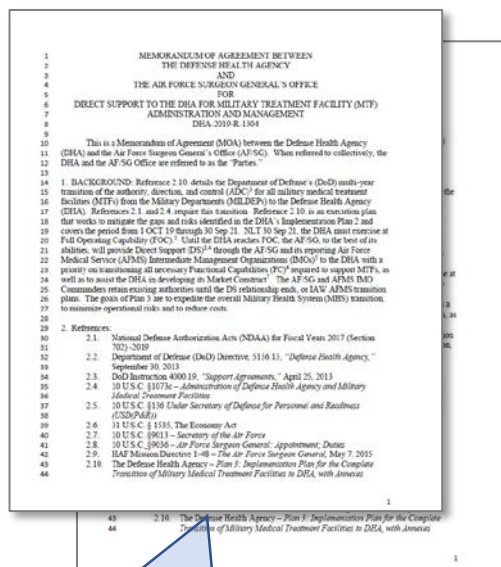 1 MEMORANDUM OF AGREEMENT BETWEEN
2 THE DEFENSE HEALTH AGENCY
3 AND
4 THE AIR FORCE SURGEON GENERAL'S OFFICE
5 FOR
6 DIRECT SUPPORT TO THE DHA FOR MILITARY TREATMENT FACILITY (MTF)
7 ADMINISTRATION AND MANAGEMENT
8 DHA-2019-R-1304
9
10 This is a Memorandum of Agreement (MOA) between the Defense Health Agency
11 (DHA) and the Air Force Surgeon General's Office (AF/SG). When referred to collectively, the
12 DHA and the AF/SG Office are referred to as the "Parties."
13
14 1. BACKGROUND: Reference 2.10. details the Department of Defense's (DoD) multi-year
15 transition of the authority, direction, and control (ADC)1 for all military medical treatment
16 facilities (MTFs) from the Military Departments (MILDEPs) to the Defense Health Agency
17 (DHA). References 2.1. and 2.4. require this transition. Reference 2.10. is an execution plan
18 that works to mitigate the gaps and risks identified in the DHA's Implementation Plan 2 and
19 covers the period from 1 OCT 19 through 30 Sep 21. NLT 30 Sep 21, the DHA must exercise at
20 Full Operating Capability (FOC). Until the DHA reaches FOC, the AF/SG, to the best of its
21 abilities, will provide Direct Support (DS) through the AF/SG and its reporting Air Force
22 Medical Service (AFMS) Intermediate Management Organizations (IMOs) to the DHA with a
23 priority on transitioning all necessary Functional Capabilities (FC) required to support MTFs, as
24 well as to assist the DHA in developing its Market Construct. The AF/SG and AFMS IMO
25 Commanders retain existing authorities until the DS relationship ends, or IAW AFMS transition
26 plans. The goals of Plan 3 are to expedite the overall Military Health System (MHS) transition,
27 to minimize operational risks and to reduce costs.
28
29 2. References:
30 2.1. National Defense Authorization Acts (NDAA) for Fiscal Years 2017 (Section
31 702) -2019
32 2.2. Department of Defense (DoD) Directive, 5136.13, "Defense Health Agency,"
33 September 30, 2013
34 2.3. DoD Instruction 4000.19, "Support Agreements," April 25, 2013
35 2.4. 10 U.S.C. §1073c – Administration of Defense Health Agency and Military
36 Medical Treatment Facilities
37 2.5. 10 U.S.C. §136 Under Secretary of Defense for Personnel and Readiness
38 (USD(P&R))
39 2.6. 31 U.S.C. § 1535, The Economy Act
40 2.7. 10 U.S.C. §9013 – Secretary of the Air Force
41 2.8. 10 U.S.C. §9036 – Air Force Surgeon General: Appointment; Duties
42 2.9. HAF Mission Directive 1-48 – The Air Force Surgeon General, May 7, 2015
43 2.10. The Defense Health Agency – Plan 3: Implementation Plan for the Complete
44 Transition of Military Medical Treatment Facilities to DHA, with Annexes
1
43 2.10. The Defense Health Agency – Plan 3: Implementation Plan for the Complete
44 Transition of Military Medical Treatment Facilities to DHA, with Annexes
1